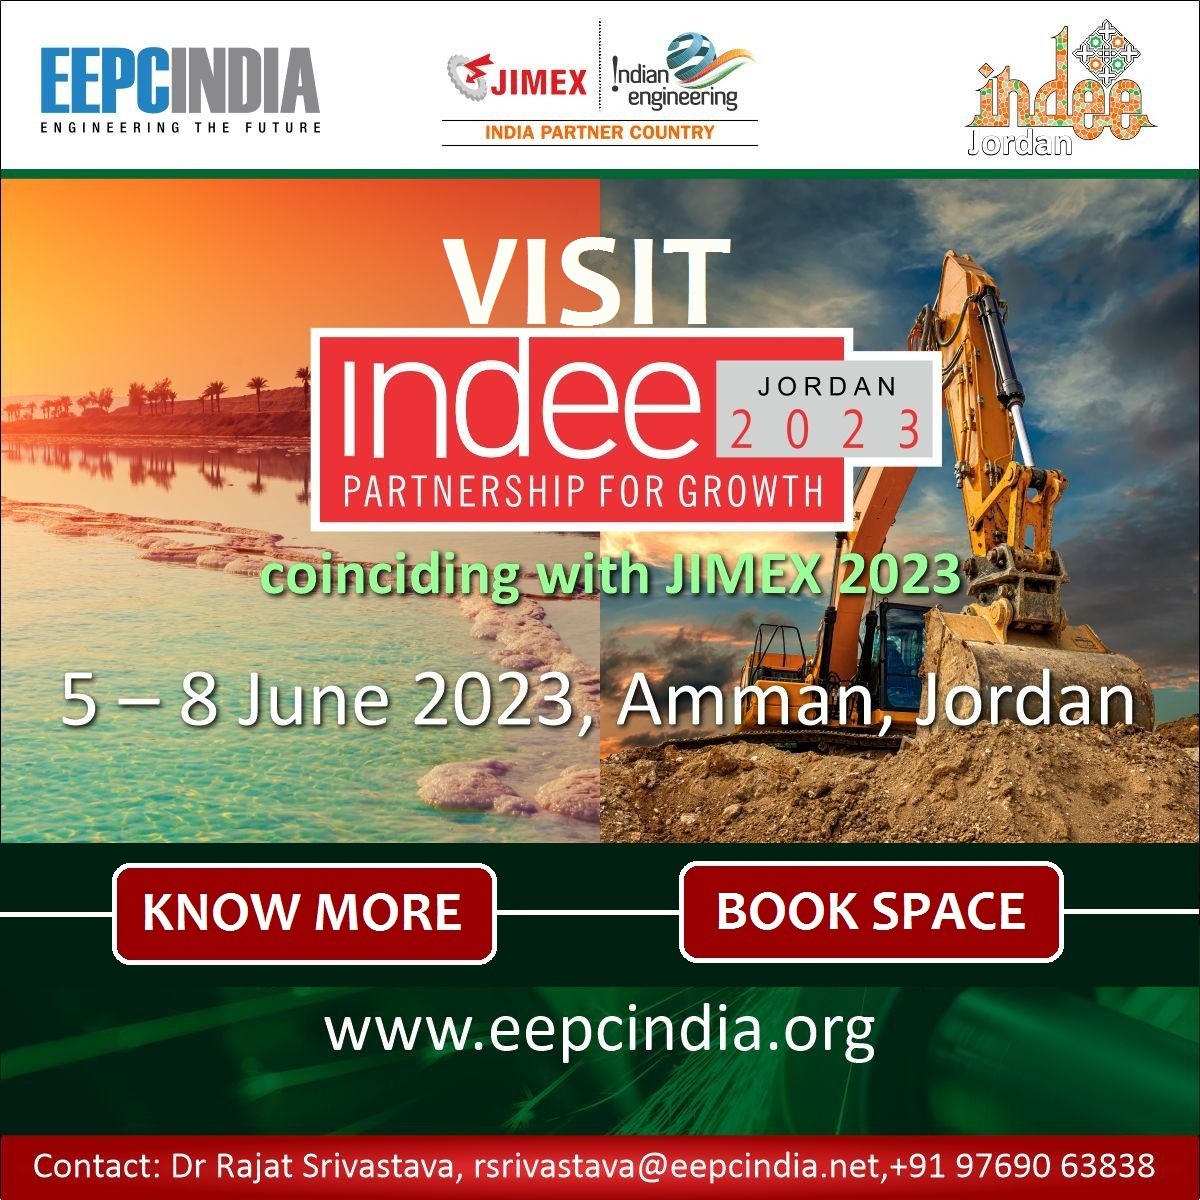 EEPCINDIA
ENGINEERING THE FUTURE
JIMEX
Indian
engineering
INDIA PARTNER COUNTRY
indee
Jordan
VISIT
indee
JORDAN
2023
PARTNERSHIP FOR GROWTH
coinciding with JIMEX 2023
5 – 8 June 2023, Amman, Jordan
KNOW MORE
BOOK SPACE
www.eepcindia.org
Contact: Dr Rajat Srivastava, rsrivastava@eepcindia.net,+91 97690 63838